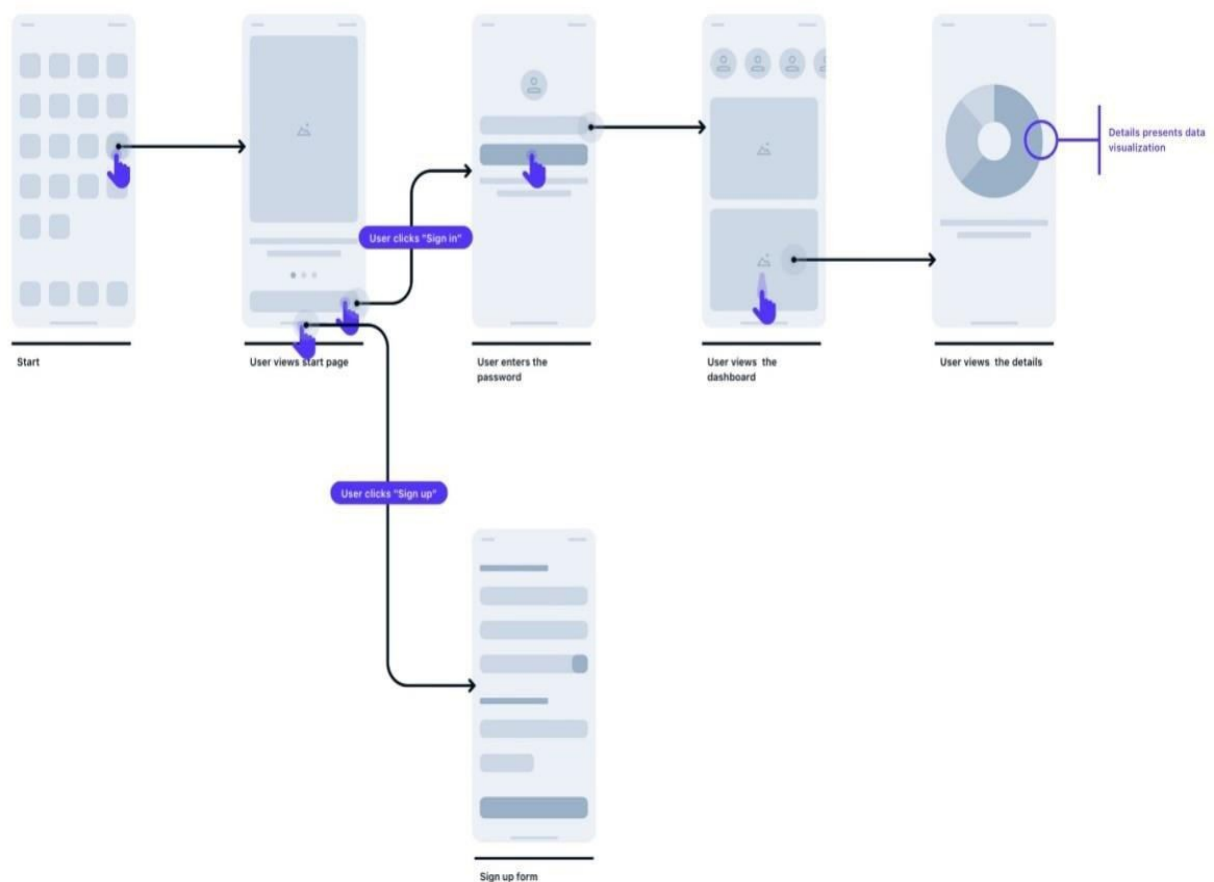 User clicks "Sign in"
Details presents data
visualization
Start
User views start page
User enters the
password
User views the
dashboard
User views the details
User clicks "Sign up"
Sign up form